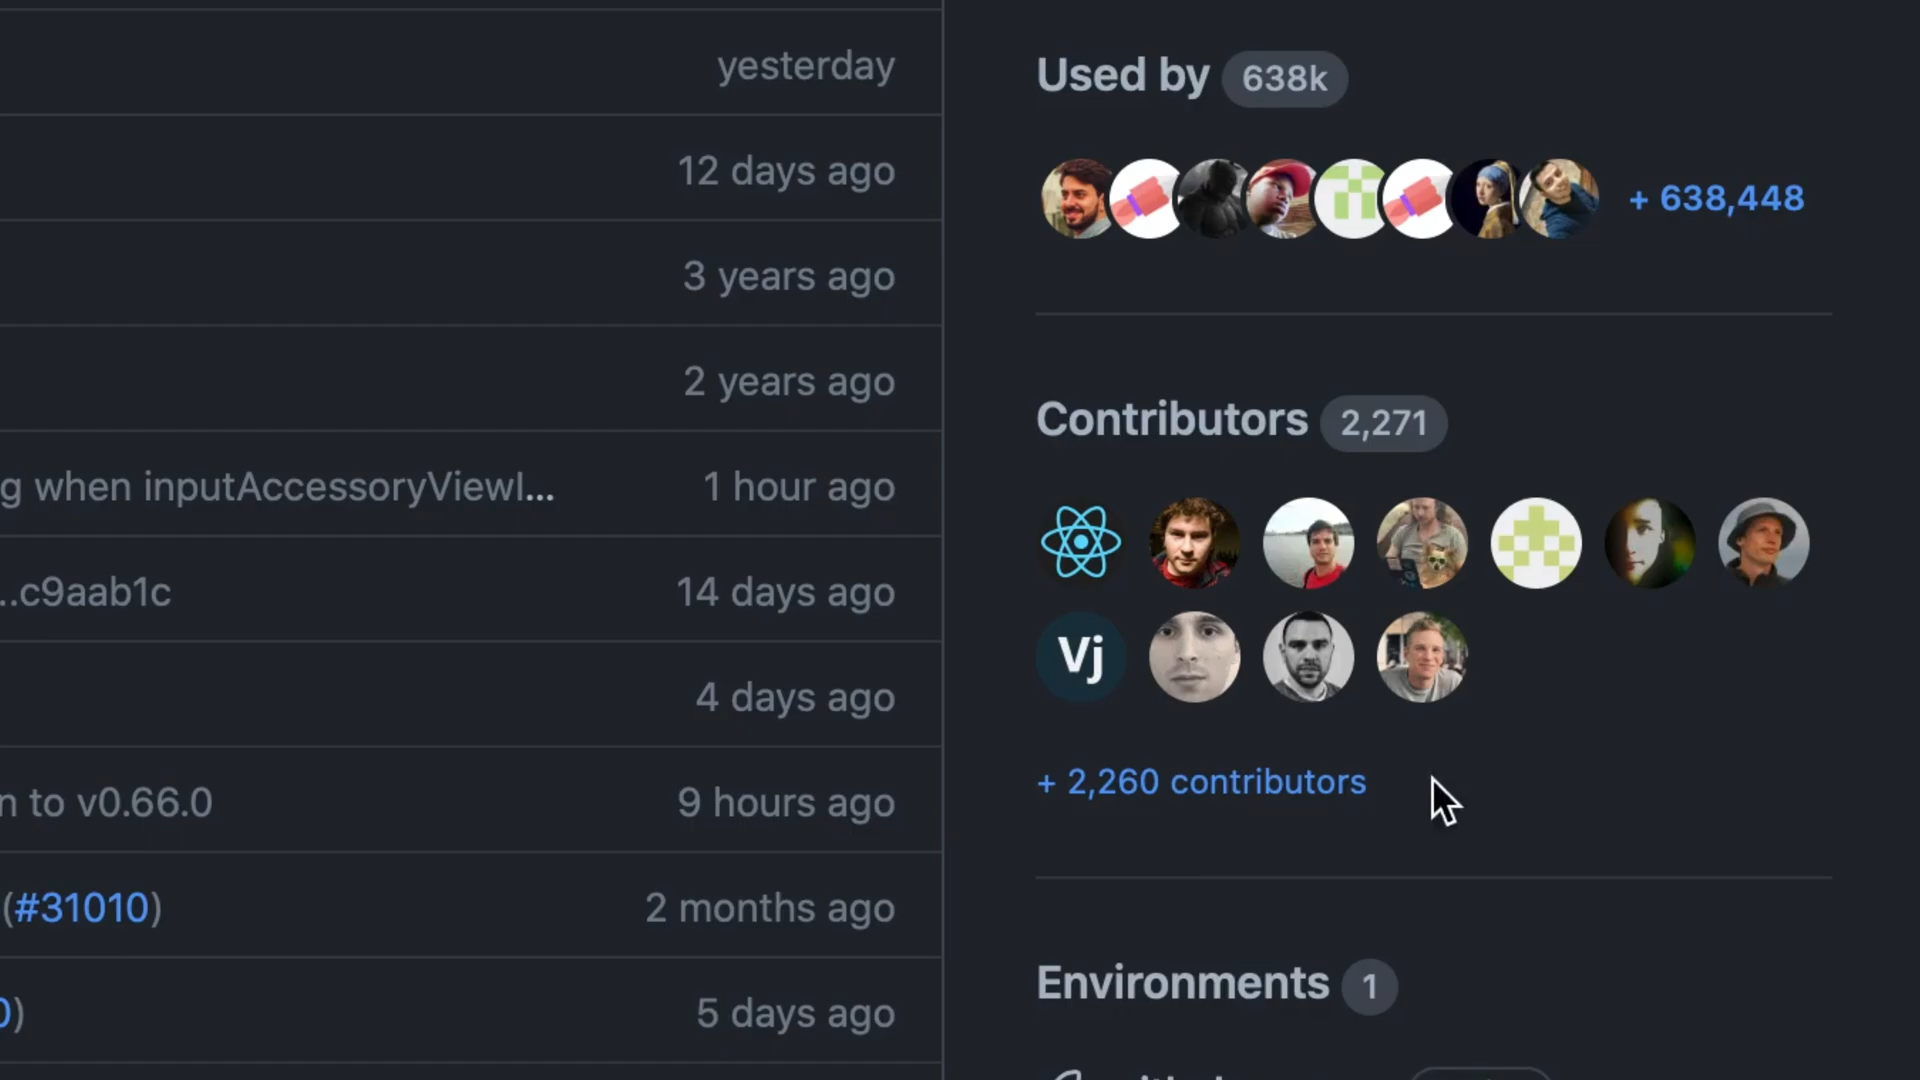 yesterday
12 days ago
3 years ago
2 years ago
g when inputAccessoryViewI... 1 hour ago
..c9aab1c 14 days ago
4 days ago
n to v0.66.0 9 hours ago
(#31010) 2 months ago
0) 5 days ago
Used by 638k
+ 638,448
Contributors 2,271
Vj
+ 2,260 contributors
Environments 1